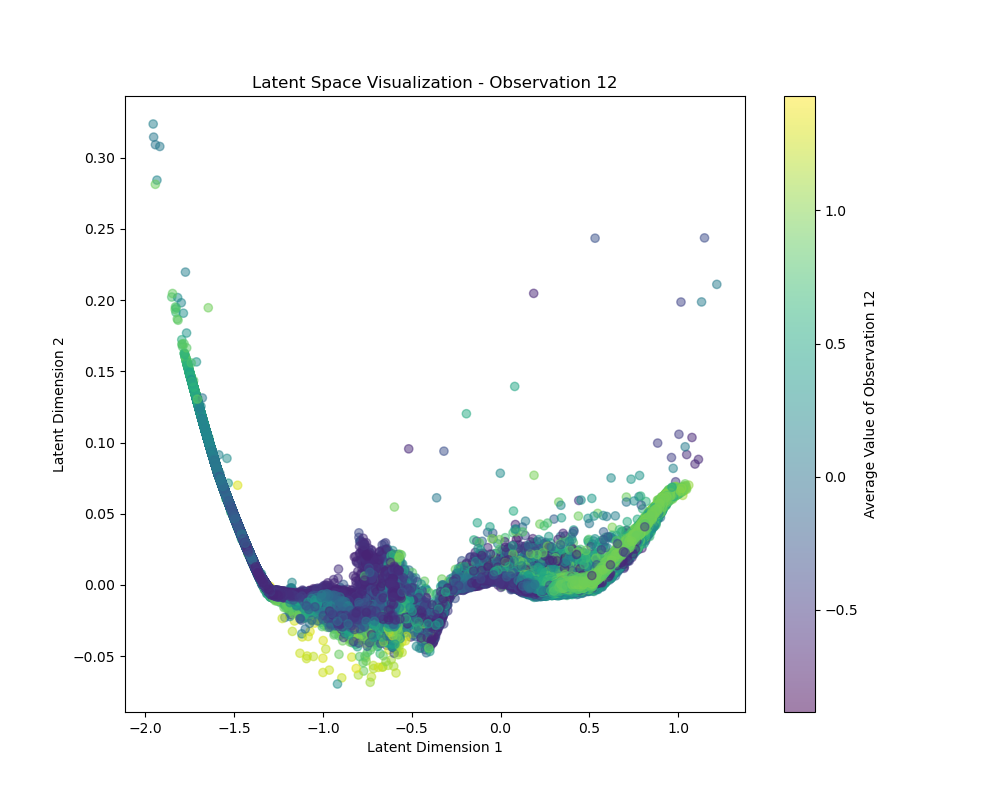 Latent Space Visualization - Observation 12
0.30
0.25
0.20
0.15
0.10
0.05
0.00
−0.05
Latent Dimension 2
−2.0 −1.5 −1.0 −0.5 0.0 0.5 1.0
Latent Dimension 1
1.0
0.5
0.0
−0.5
Average Value of Observation 12